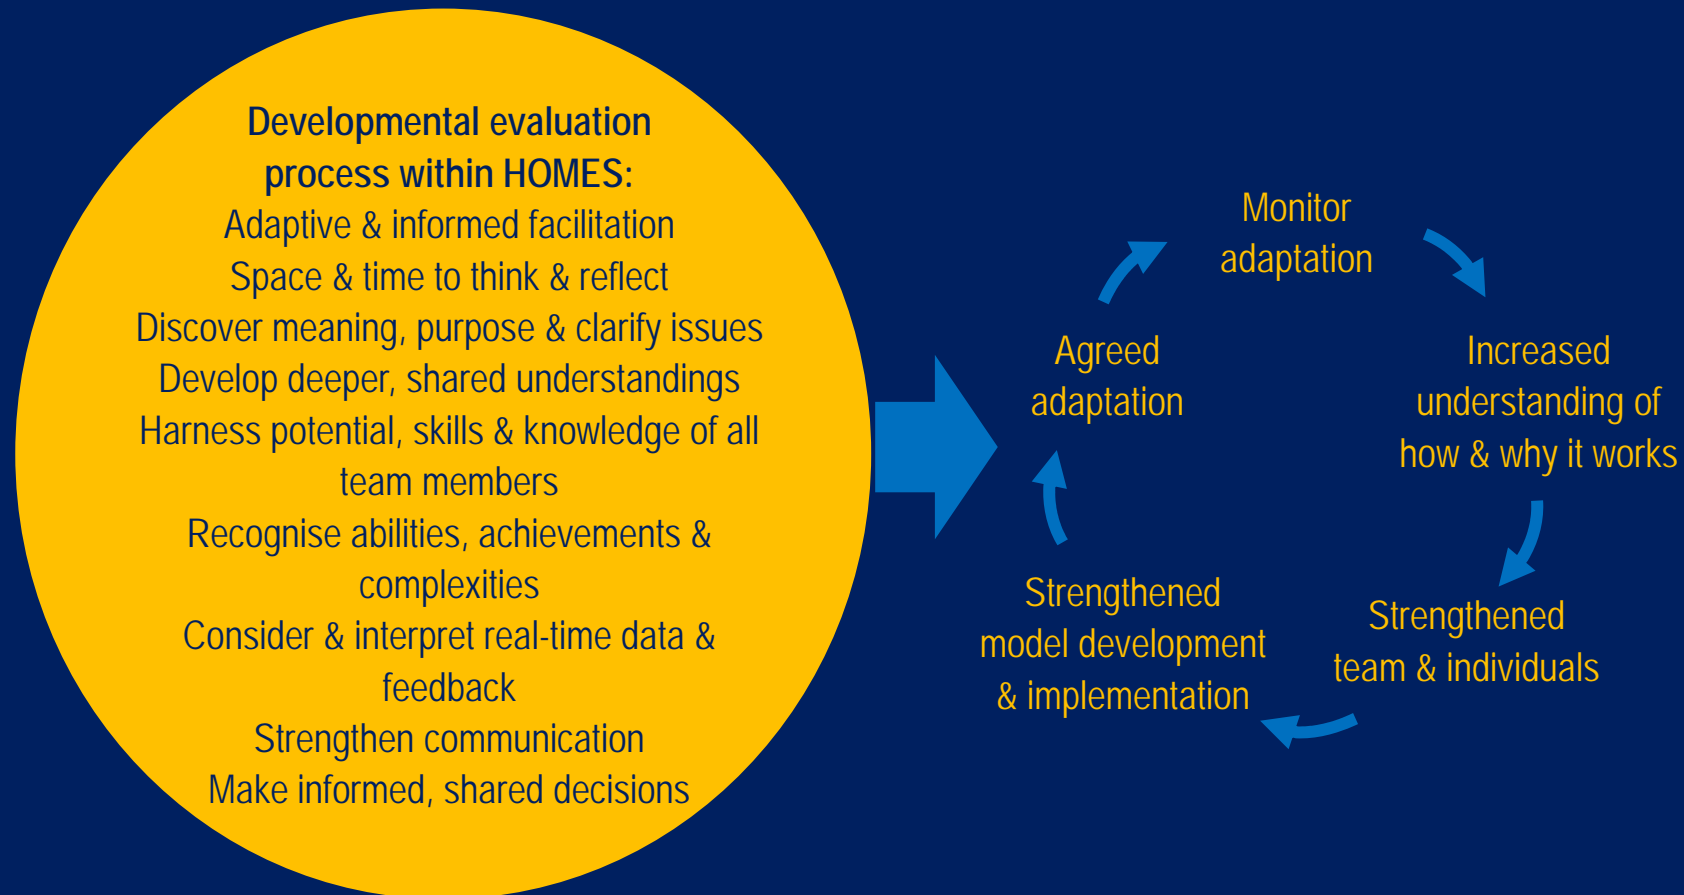 Developmental evaluation
process within HOMES:
Adaptive & informed facilitation
Space & time to think & reflect
Discover meaning, purpose & clarify issues
Develop deeper, shared understandings
Harness potential, skills & knowledge of all
team members
Recognise abilities, achievements &
complexities
Consider & interpret real-time data &
feedback
Strengthen communication
Make informed, shared decisions
Monitor
adaptation
Increased
understanding of
how & why it works
Strengthened
team & individuals
Strengthened
model development
& implementation
Agreed
adaptation